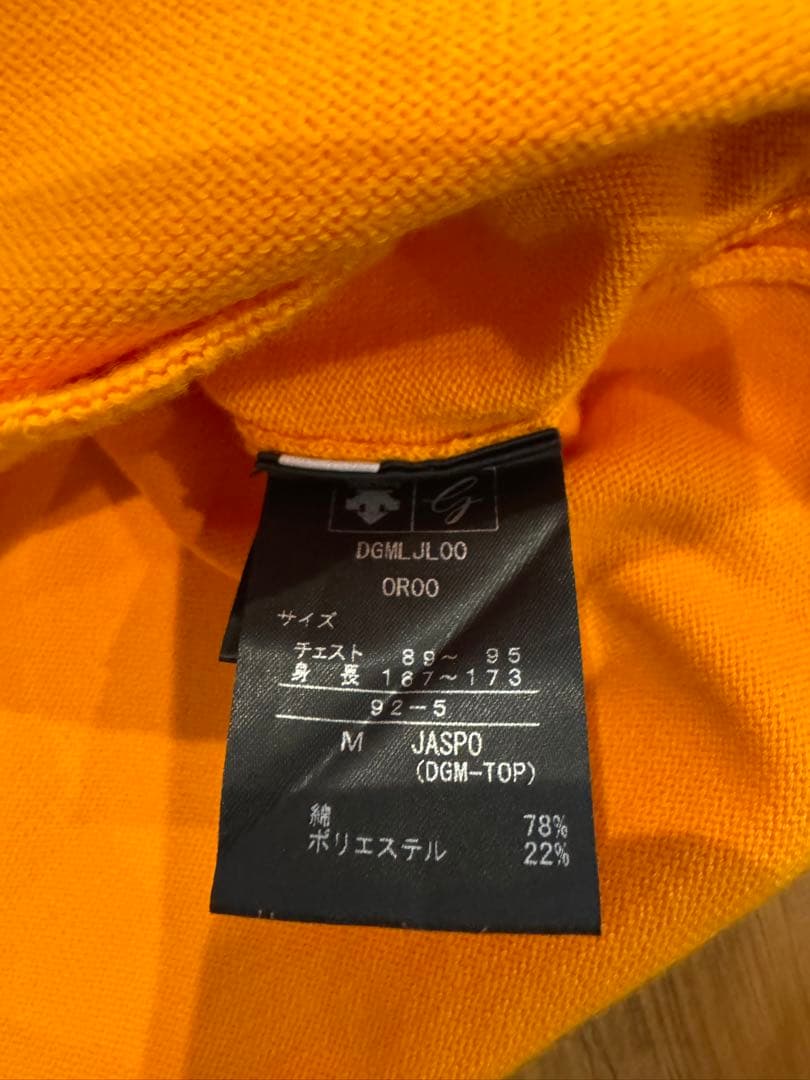 DGMLJL00
OR00
サイズ
チェスト 89〜 95
身 長 167〜173
92-5
M JASPO
(DGM-TOP)
綿 78%
ポリエステル 22%